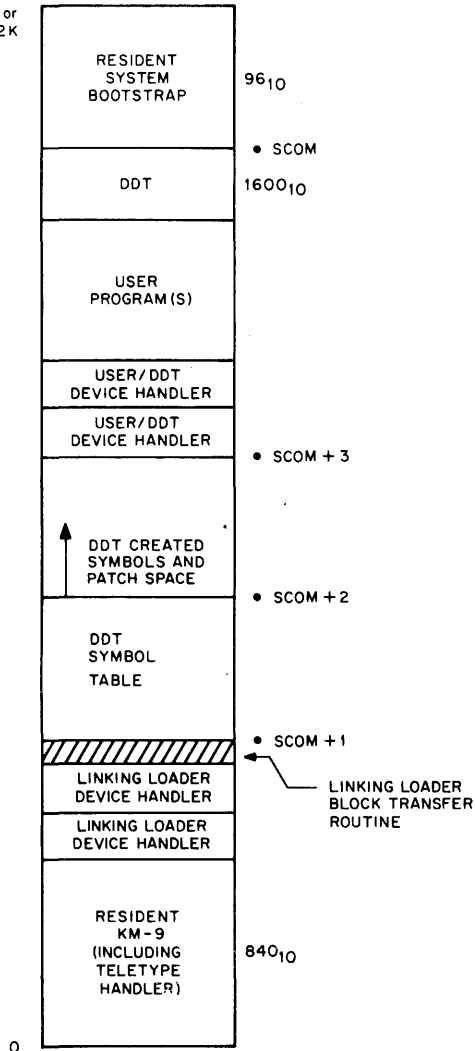 or
2K
RESIDENT
SYSTEM
BOOTSTRAP
96₁₀
• SCOM
DDT
1600₁₀
USER
PROGRAM(S)
USER/DDT
DEVICE HANDLER
USER/DDT
DEVICE HANDLER
• SCOM + 3
DDT CREATED
SYMBOLS AND
PATCH SPACE
• SCOM + 2
DDT
SYMBOL
TABLE
• SCOM + 1
LINKING LOADER
DEVICE HANDLER
LINKING LOADER
BLOCK TRANSFER
ROUTINE
LINKING LOADER
DEVICE HANDLER
RESIDENT
KM-9
(INCLUDING
TELETYPE
HANDLER)
840₁₀
0